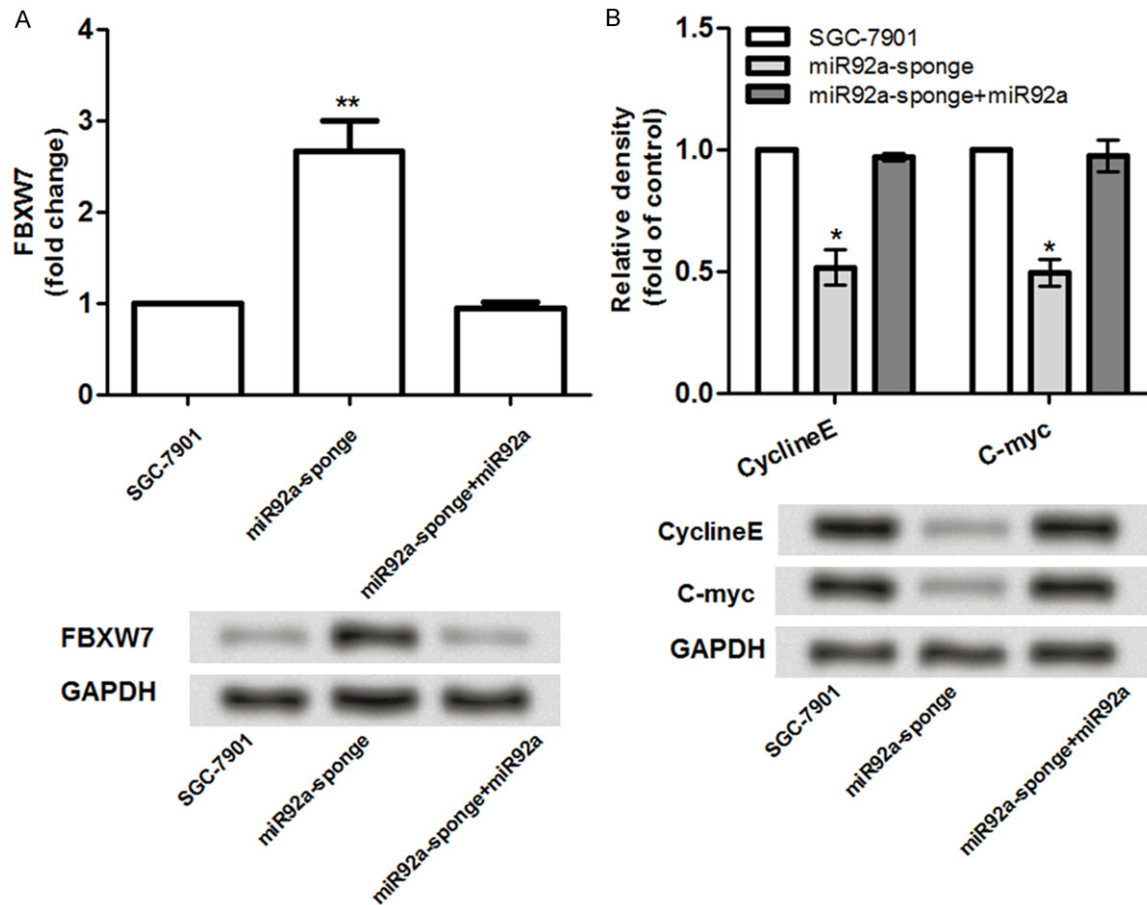 A
FBXW7
(fold change)
4
3
2
1
0
**
SGC-7901
miR92a-sponge
miR92a-sponge+miR92a
FBXW7
GAPDH
SGC-7901
miR92a-sponge
miR92a-sponge+miR92a
B
Relative density
(fold of control)
1.5
1.0
0.5
0.0
SGC-7901
miR92a-sponge
miR92a-sponge+miR92a
*
*
CyclineE
C-myc
CyclineE
C-myc
GAPDH
SGC-7901
miR92a-sponge
miR92a-sponge+miR92a